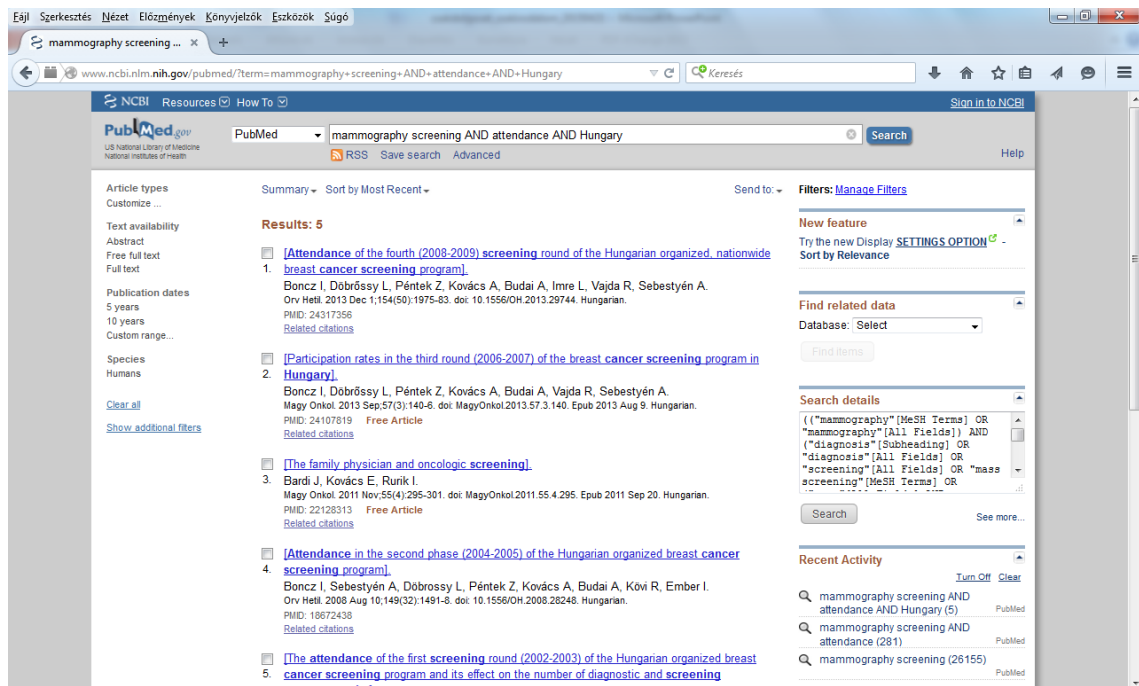 Fájl Szerkesztés Nézet Előzmények Könyvjelzők Eszközök Súgó
mammography screening ... × +
www.ncbi.nlm.nih.gov/pubmed/?term=mammography+screening+AND+attendance+AND+Hungary
Keresés
NCBI Resources How To
Sign in to NCBI
PubMed.gov
US National Library of Medicine
National Institutes of Health
PubMed
mammography screening AND attendance AND Hungary
Search
RSS Save search Advanced
Help
Article types
Customize ...
Text availability
Abstract
Free full text
Full text
Publication dates
5 years
10 years
Custom range...
Species
Humans
Clear all
Show additional filters
Summary Sort by Most Recent
Send to:
Results: 5
[Attendance of the fourth (2008-2009) screening round of the Hungarian organized, nationwide
1. breast cancer screening program].
Boncz I, Döbrőssy L, Péntek Z, Kovács A, Budai A, Imre L, Vajda R, Sebestyén A.
Orv Hetil. 2013 Dec 1;154(50):1975-83. doi: 10.1556/OH.2013.29744. Hungarian.
PMID: 24317356
Related citations
[Participation rates in the third round (2006-2007) of the breast cancer screening program in
2. Hungary].
Boncz I, Döbrőssy L, Péntek Z, Kovács A, Budai A, Vajda R, Sebestyén A.
Magy Onkol. 2013 Sep;57(3):140-6. doi: MagyOnkol.2013.57.3.140. Epub 2013 Aug 9. Hungarian.
PMID: 24107819 Free Article
Related citations
[The family physician and oncologic screening].
3. Bardi J, Kovács E, Rurik I.
Magy Onkol. 2011 Nov;55(4):295-301. doi: MagyOnkol.2011.55.4.295. Epub 2011 Sep 20. Hungarian.
PMID: 22128313 Free Article
Related citations
[Attendance in the second phase (2004-2005) of the Hungarian organized breast cancer
4. screening program].
Boncz I, Sebestyén A, Döbrossy L, Péntek Z, Kovács A, Budai A, Kövi R, Ember I.
Orv Hetil. 2008 Aug 10;149(32):1491-8. doi: 10.1556/OH.2008.28248. Hungarian.
PMID: 18672438
Related citations
[The attendance of the first screening round (2002-2003) of the Hungarian organized breast
5. cancer screening program and its effect on the number of diagnostic and screening
Filters: Manage Filters
New feature
Try the new Display SETTINGS OPTION -
Sort by Relevance
Find related data
Database: Select
Find items
Search details
(("mammography"[MeSH Terms] OR
"mammography"[All Fields]) AND
("diagnosis"[Subheading] OR
"diagnosis"[All Fields] OR
"screening"[All Fields] OR "mass
screening"[MeSH Terms] OR
Search
See more...
Recent Activity
Turn Off Clear
mammography screening AND
attendance AND Hungary (5) PubMed
mammography screening AND
attendance (281) PubMed
mammography screening (26155)
PubMed